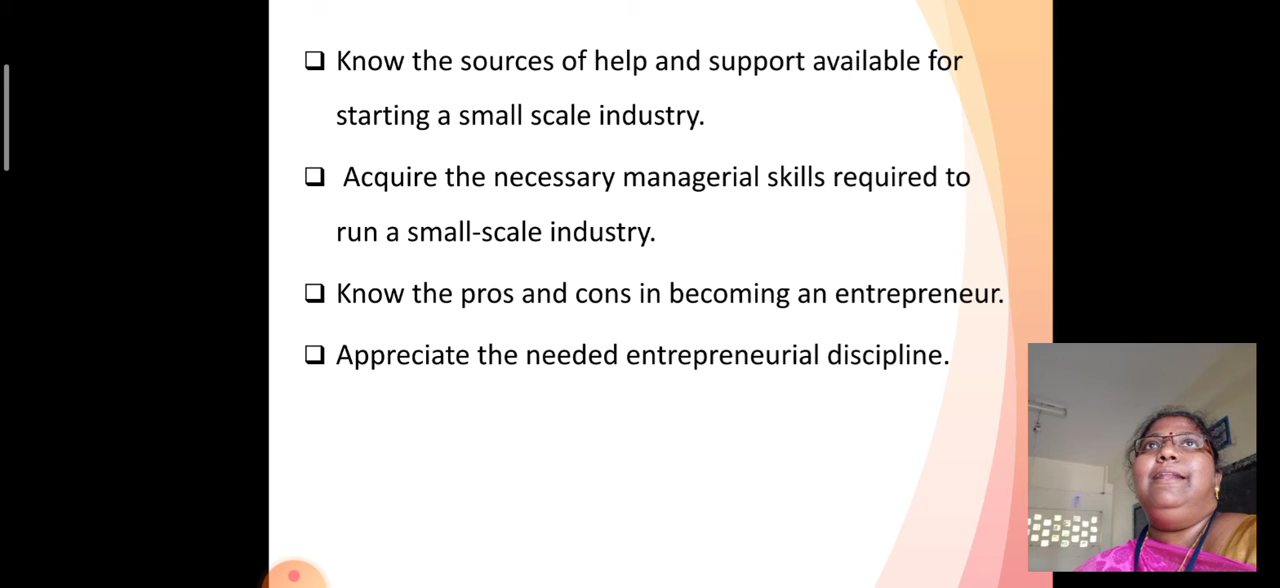 Know the sources of help and support available for
starting a small scale industry.
Acquire the necessary managerial skills required to
run a small-scale industry.
Know the pros and cons in becoming an entrepreneur.
Appreciate the needed entrepreneurial discipline.